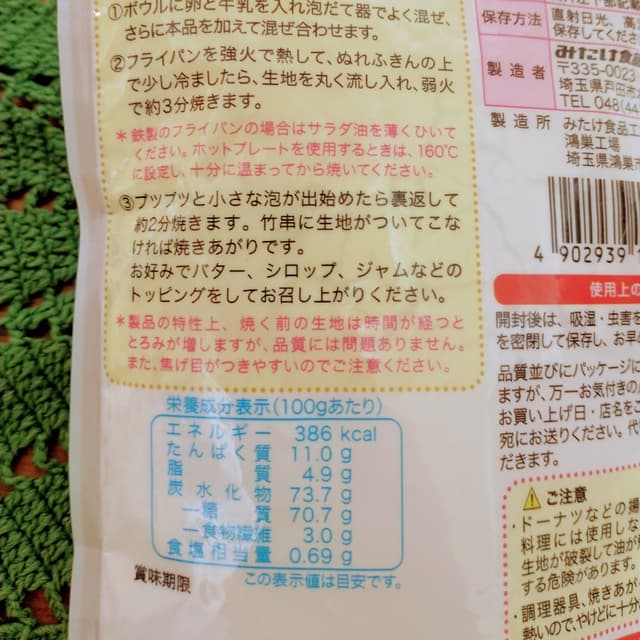 ①ボウルに卵と牛乳を入れ泡だて器でよく混ぜ、
さらに本品を加えて混ぜ合わせます。
②フライパンを強火で熱して、ぬれふきんの上
で少し冷ましたら、生地を丸く流し入れ、弱火
で約3分焼きます。
＊鉄製のフライパンの場合はサラダ油を薄くひいて
ください。ホットプレートを使用するときは、160℃
に設定し、十分に温まってから焼いてください。
③プツプツと小さな泡が出始めたら裏返して
約2分焼きます。竹串に生地がついてこな
ければ焼きあがりです。
お好みでバター、シロップ、ジャムなどの
トッピングをしてお召し上がりください。
＊製品の特性上、焼く前の生地は時間が経つと
とろみが増しますが、品質には問題ありません。
また、焦げ目がつきやすいのでご注意ください。
栄養成分表示(100gあたり)
エネルギー 386 kcal
たんぱく質 11.0 g
脂質 4.9 g
炭水化物 73.7 g
―糖質 70.7 g
―食物繊維 3.0 g
食塩相当量 0.69 g
この表示値は目安です。
賞味期限
保存方法 直射日光、高
保存してくださ
製造者 みたけ食品
〒335-002
埼玉県戸田市
TEL 048(44
製造所 みたけ食品工
鴻巣工場
埼玉県鴻巣
4 902939
使用上の
開封後は、吸湿・虫害を
を密閉して保存し、お早
品質並びにパッケージに
ますが、万一お気付きの
お買い上げ日・店名をご
宛にお送りください。代
だきます。
⚠ご注意
・ドーナツなどの揚
料理には使用しな
生地が破裂して油が
する危険があります。
・調理器具、焼きあが
熱いので、やけどに十分